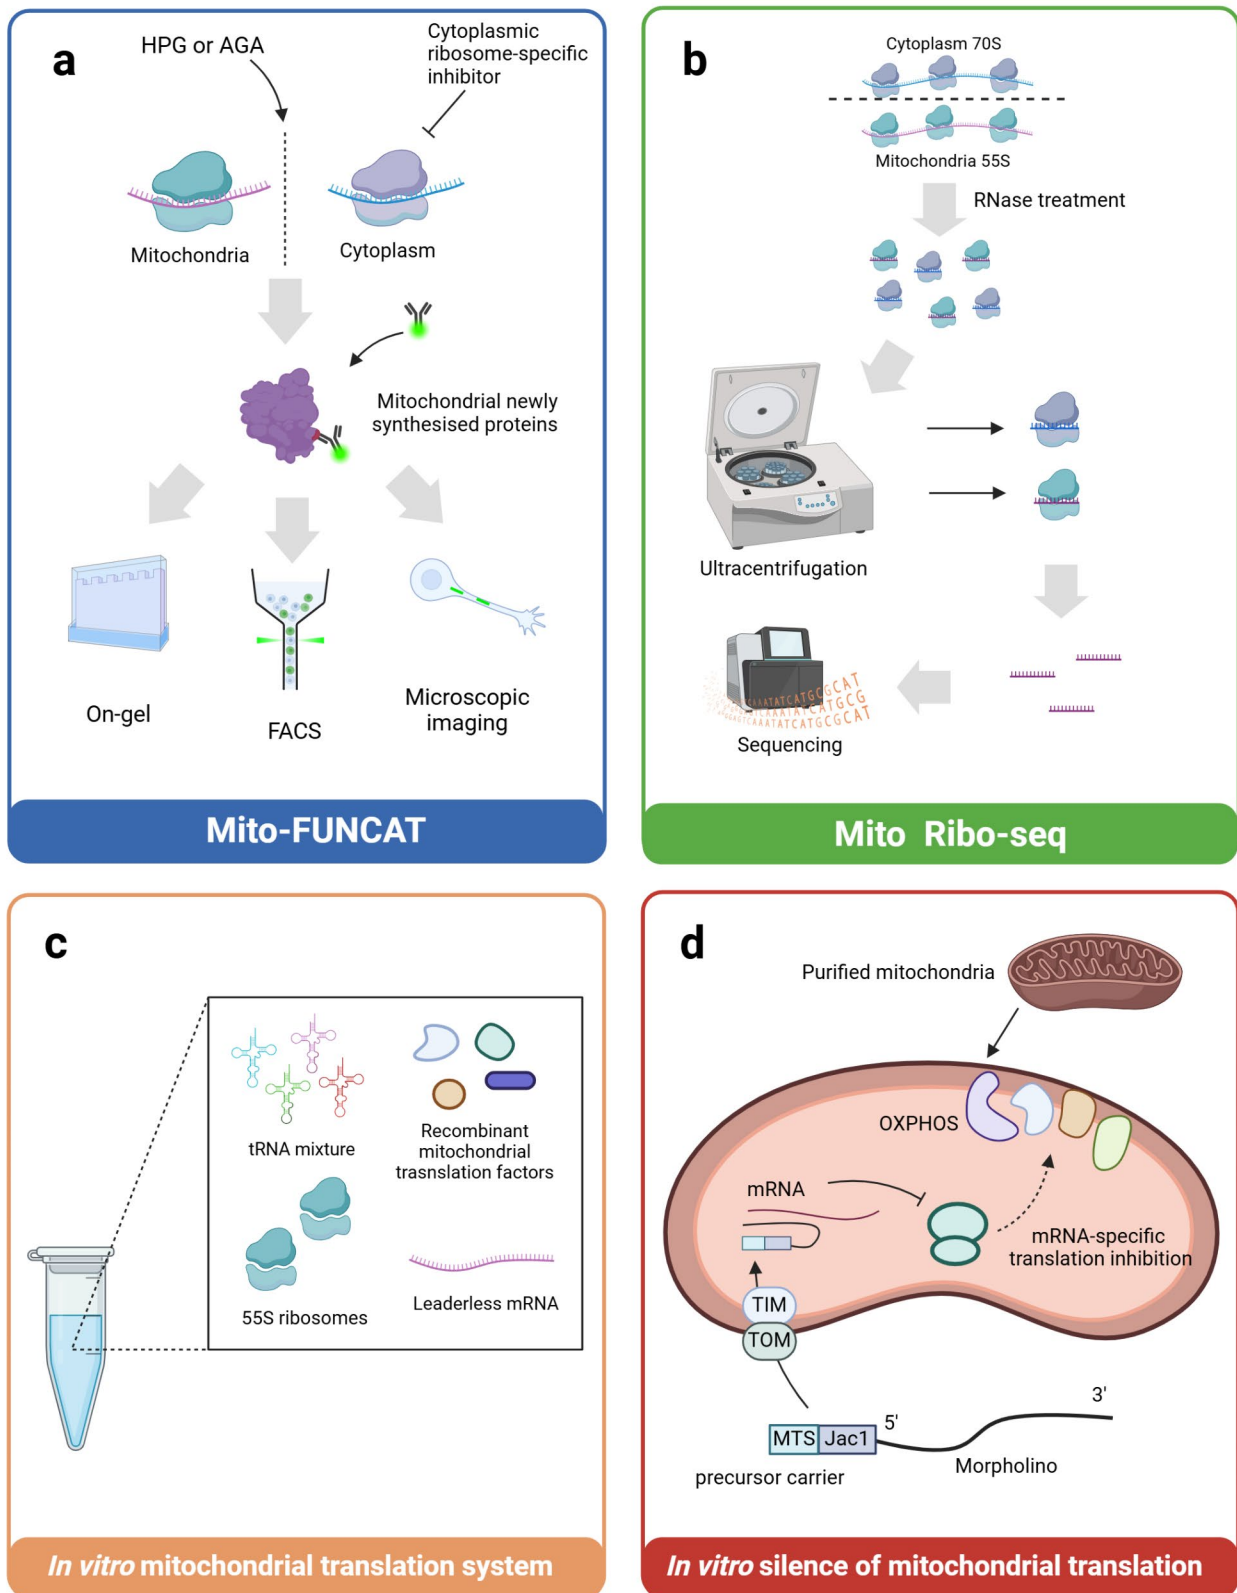 a
HPG or AGA
Cytoplasmic
ribosome-specific
inhibitor
Mitochondria
Cytoplasm
Mitochondrial newly
synthesised proteins
On-gel
FACS
Microscopic
imaging
Mito-FUNCAT
b
Cytoplasm 70S
Mitochondria 55S
RNase treatment
Ultracentrifugation
CAAATATCATGCGCAT
CAAATATCATGCG
TCAAATATCATGCGCAT
Sequencing
Mito Ribo-seq
c
tRNA mixture
Recombinant
mitochondrial
trasnslation factors
55S ribosomes
Leaderless mRNA
In vitro mitochondrial translation system
d
Purified mitochondria
OXPHOS
mRNA
mRNA-specific
translation inhibition
TIM
TOM
3'
5'
MTS Jac1
Morpholino
precursor carrier
In vitro silence of mitochondrial translation